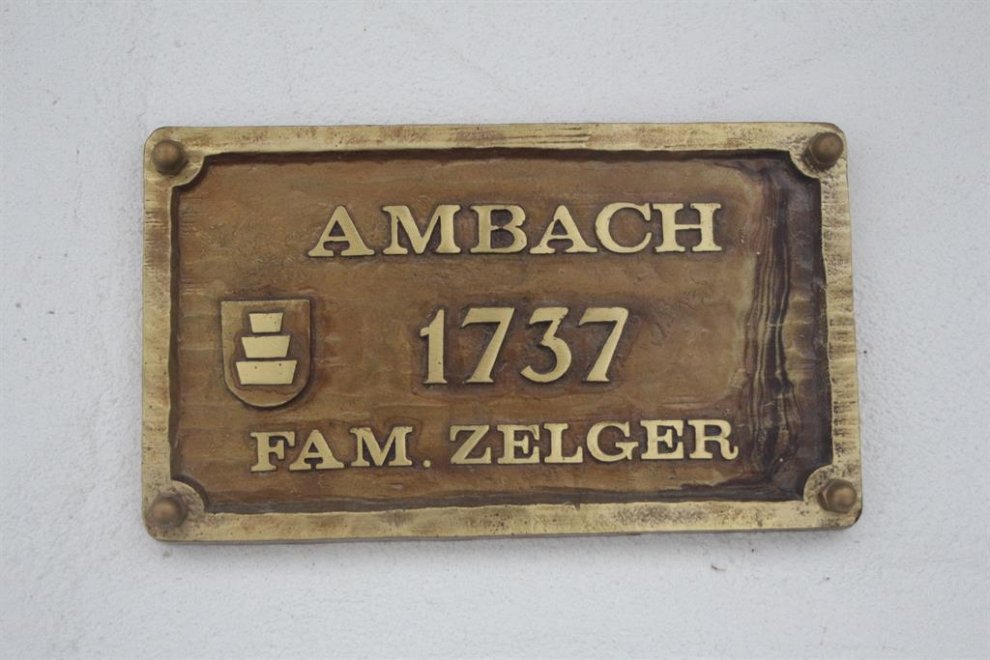 AMBACH
1737
FAM. ZELGER